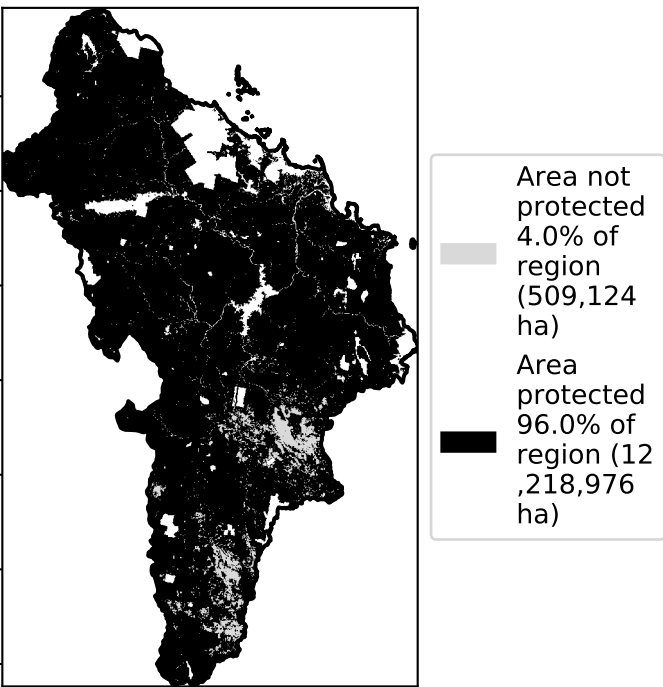 Area not
protected
4.0% of
region
(509,124
ha)
Area
protected
96.0% of
region (12
,218,976
ha)